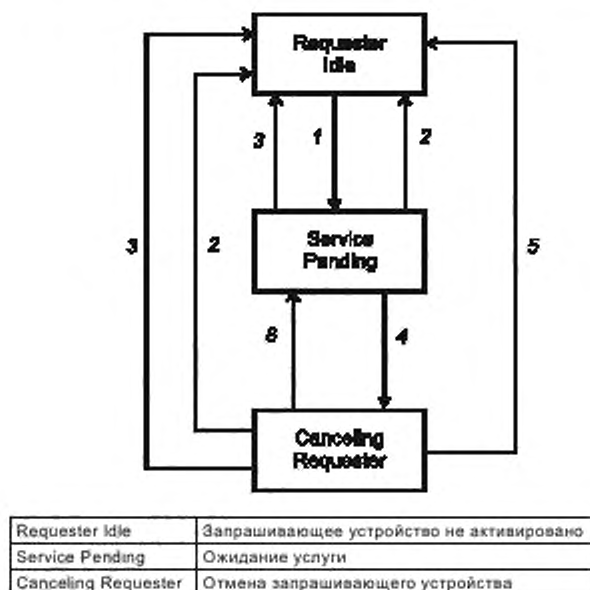 Requester
Idle
3
1
2
Service
Pending
3
2
5
8
4
Canceling
Requester
Requester Idle Запрашивающее устройство не активировано
Service Pending Ожидание услуги
Canceling Requester Отмена запрашивающего устройства